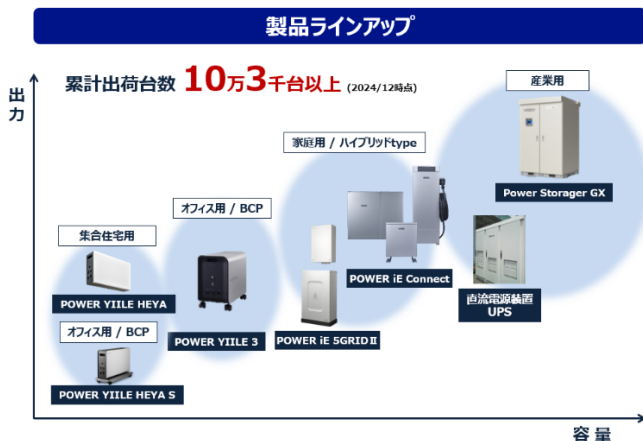 製品ラインアップ
出力
累計出荷台数 10万3千台以上 (2024/12時点)
産業用
家庭用 / ハイブリッドtype
Power Storager GX
オフィス用 / BCP
集合住宅用
POWER iE Connect
直流電源装置
UPS
POWER YIILE HEYA
オフィス用 / BCP
POWER YIILE 3
POWER iE 5GRIDⅡ
POWER YIILE HEYA S
容量